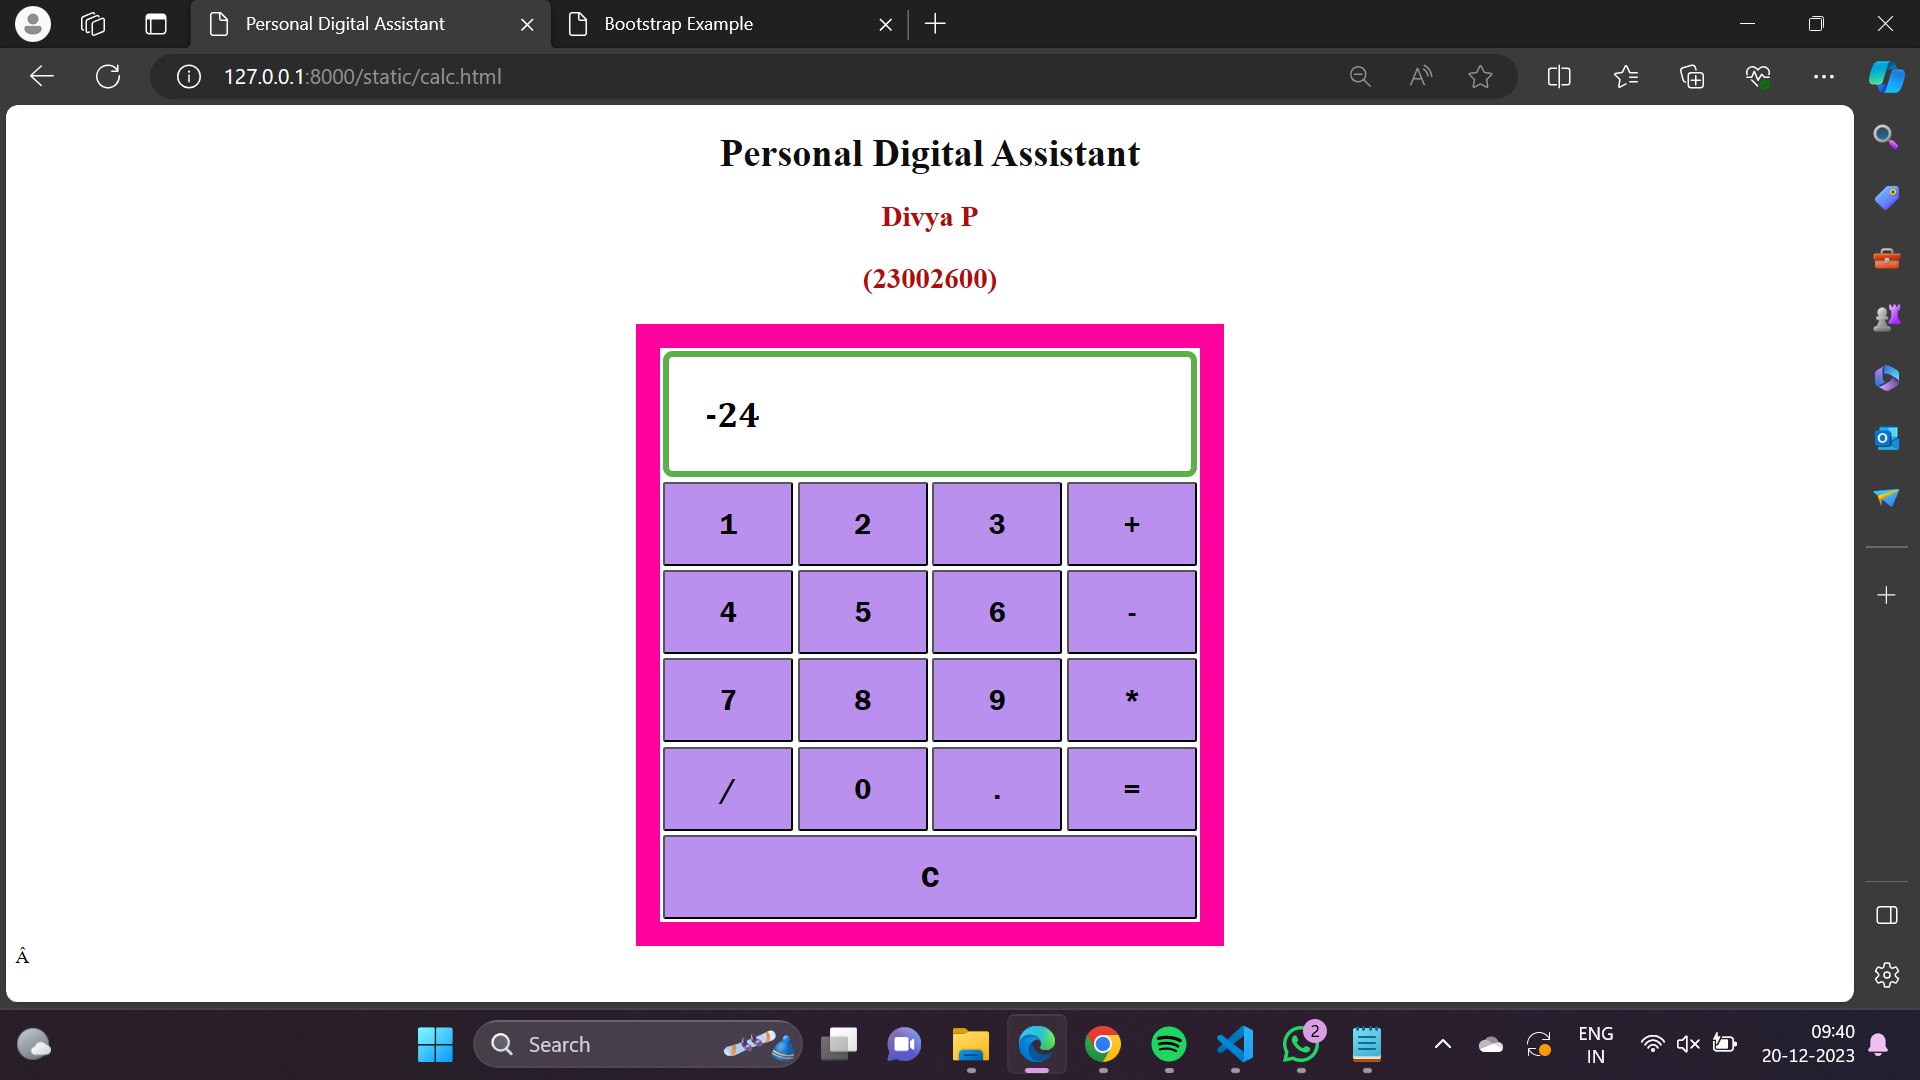 Personal Digital Assistant
Bootstrap Example
127.0.0.1:8000/static/calc.html
Personal Digital Assistant
Divya P
(23002600)
-24
1 2 3 +
4 5 6 -
7 8 9 *
/ 0 . =
C
Â
Search
2
ENG
IN
09:40
20-12-2023